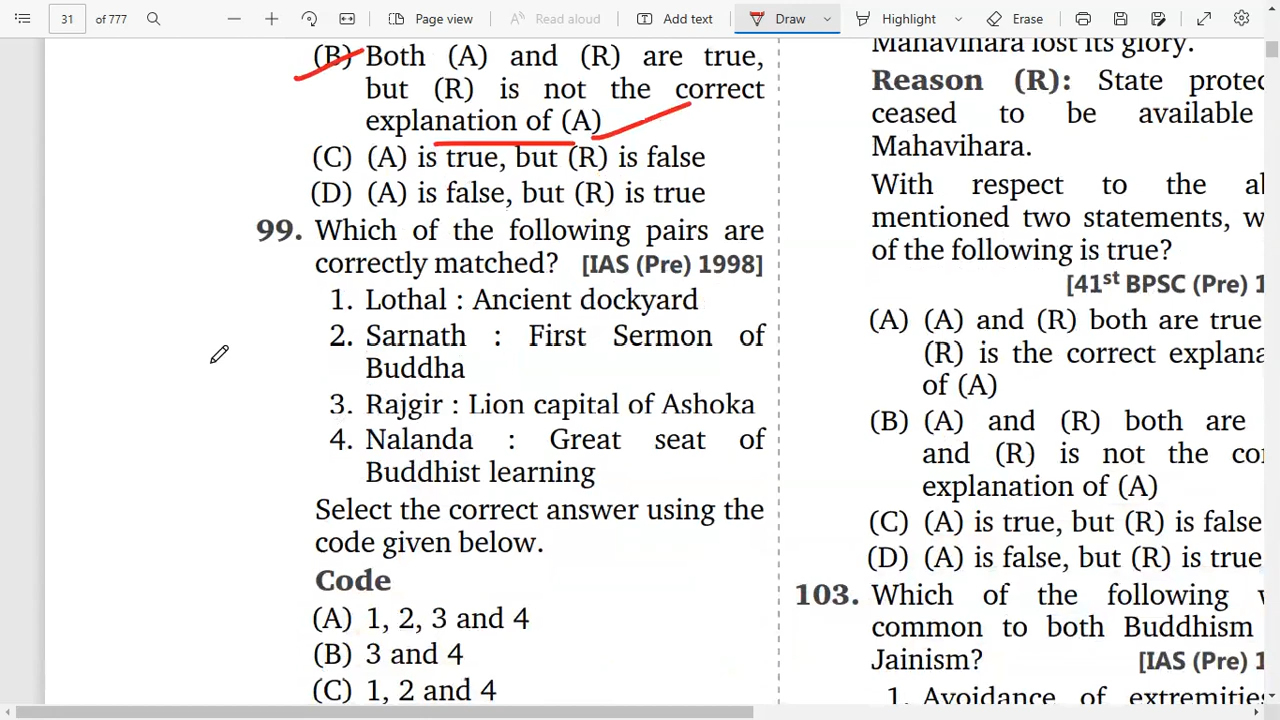 31 of 777
Page view
Read aloud
Add text
Draw
Highlight
Erase
(B) Both (A) and (R) are true,
but (R) is not the correct
explanation of (A)
(C) (A) is true, but (R) is false
(D) (A) is false, but (R) is true
99. Which of the following pairs are
correctly matched? [IAS (Pre) 1998]
1. Lothal : Ancient dockyard
2. Sarnath : First Sermon of
Buddha
3. Rajgir : Lion capital of Ashoka
4. Nalanda : Great seat of
Buddhist learning
Select the correct answer using the
code given below.
Code
(A) 1, 2, 3 and 4
(B) 3 and 4
(C) 1, 2 and 4
Mahavihara lost its glory.
Reason (R): State protec
ceased to be available
Mahavihara.
With respect to the al
mentioned two statements, w
of the following is true?
[41st BPSC (Pre) 1
(A) (A) and (R) both are true
(R) is the correct explana
of (A)
(B) (A) and (R) both are
and (R) is not the co
explanation of (A)
(C) (A) is true, but (R) is false
(D) (A) is false, but (R) is true
103. Which of the following w
common to both Buddhism
Jainism? [IAS (Pre) 1
1. Avoidance of extremitie